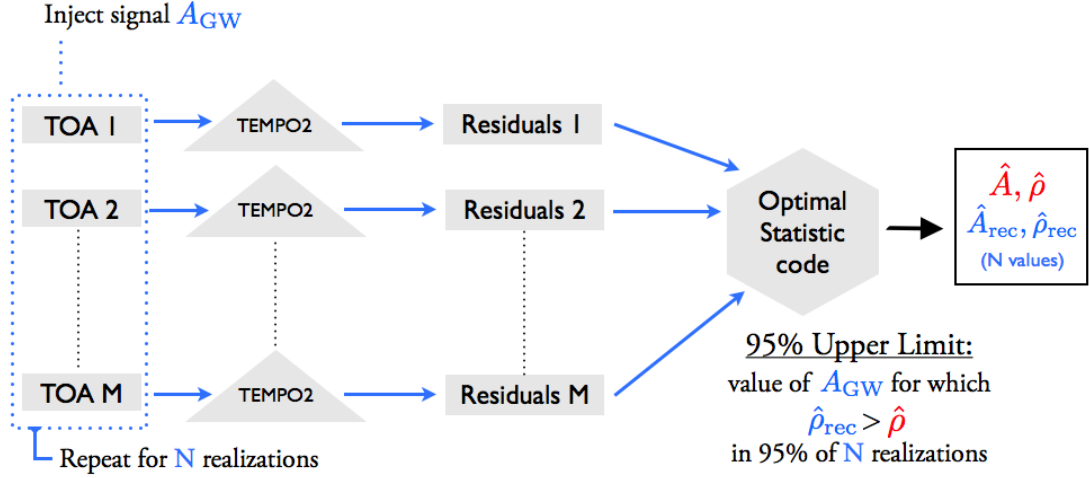 Inject signal A_GW
TOA 1
TEMPO2
Residuals 1
TOA 2
TEMPO2
Residuals 2
TOA M
TEMPO2
Residuals M
Optimal
Statistic
code
Â, ρ̂
Â_rec, ρ̂_rec
(N values)
95% Upper Limit:
value of A_GW for which
ρ̂_rec > ρ̂
in 95% of N realizations
Repeat for N realizations